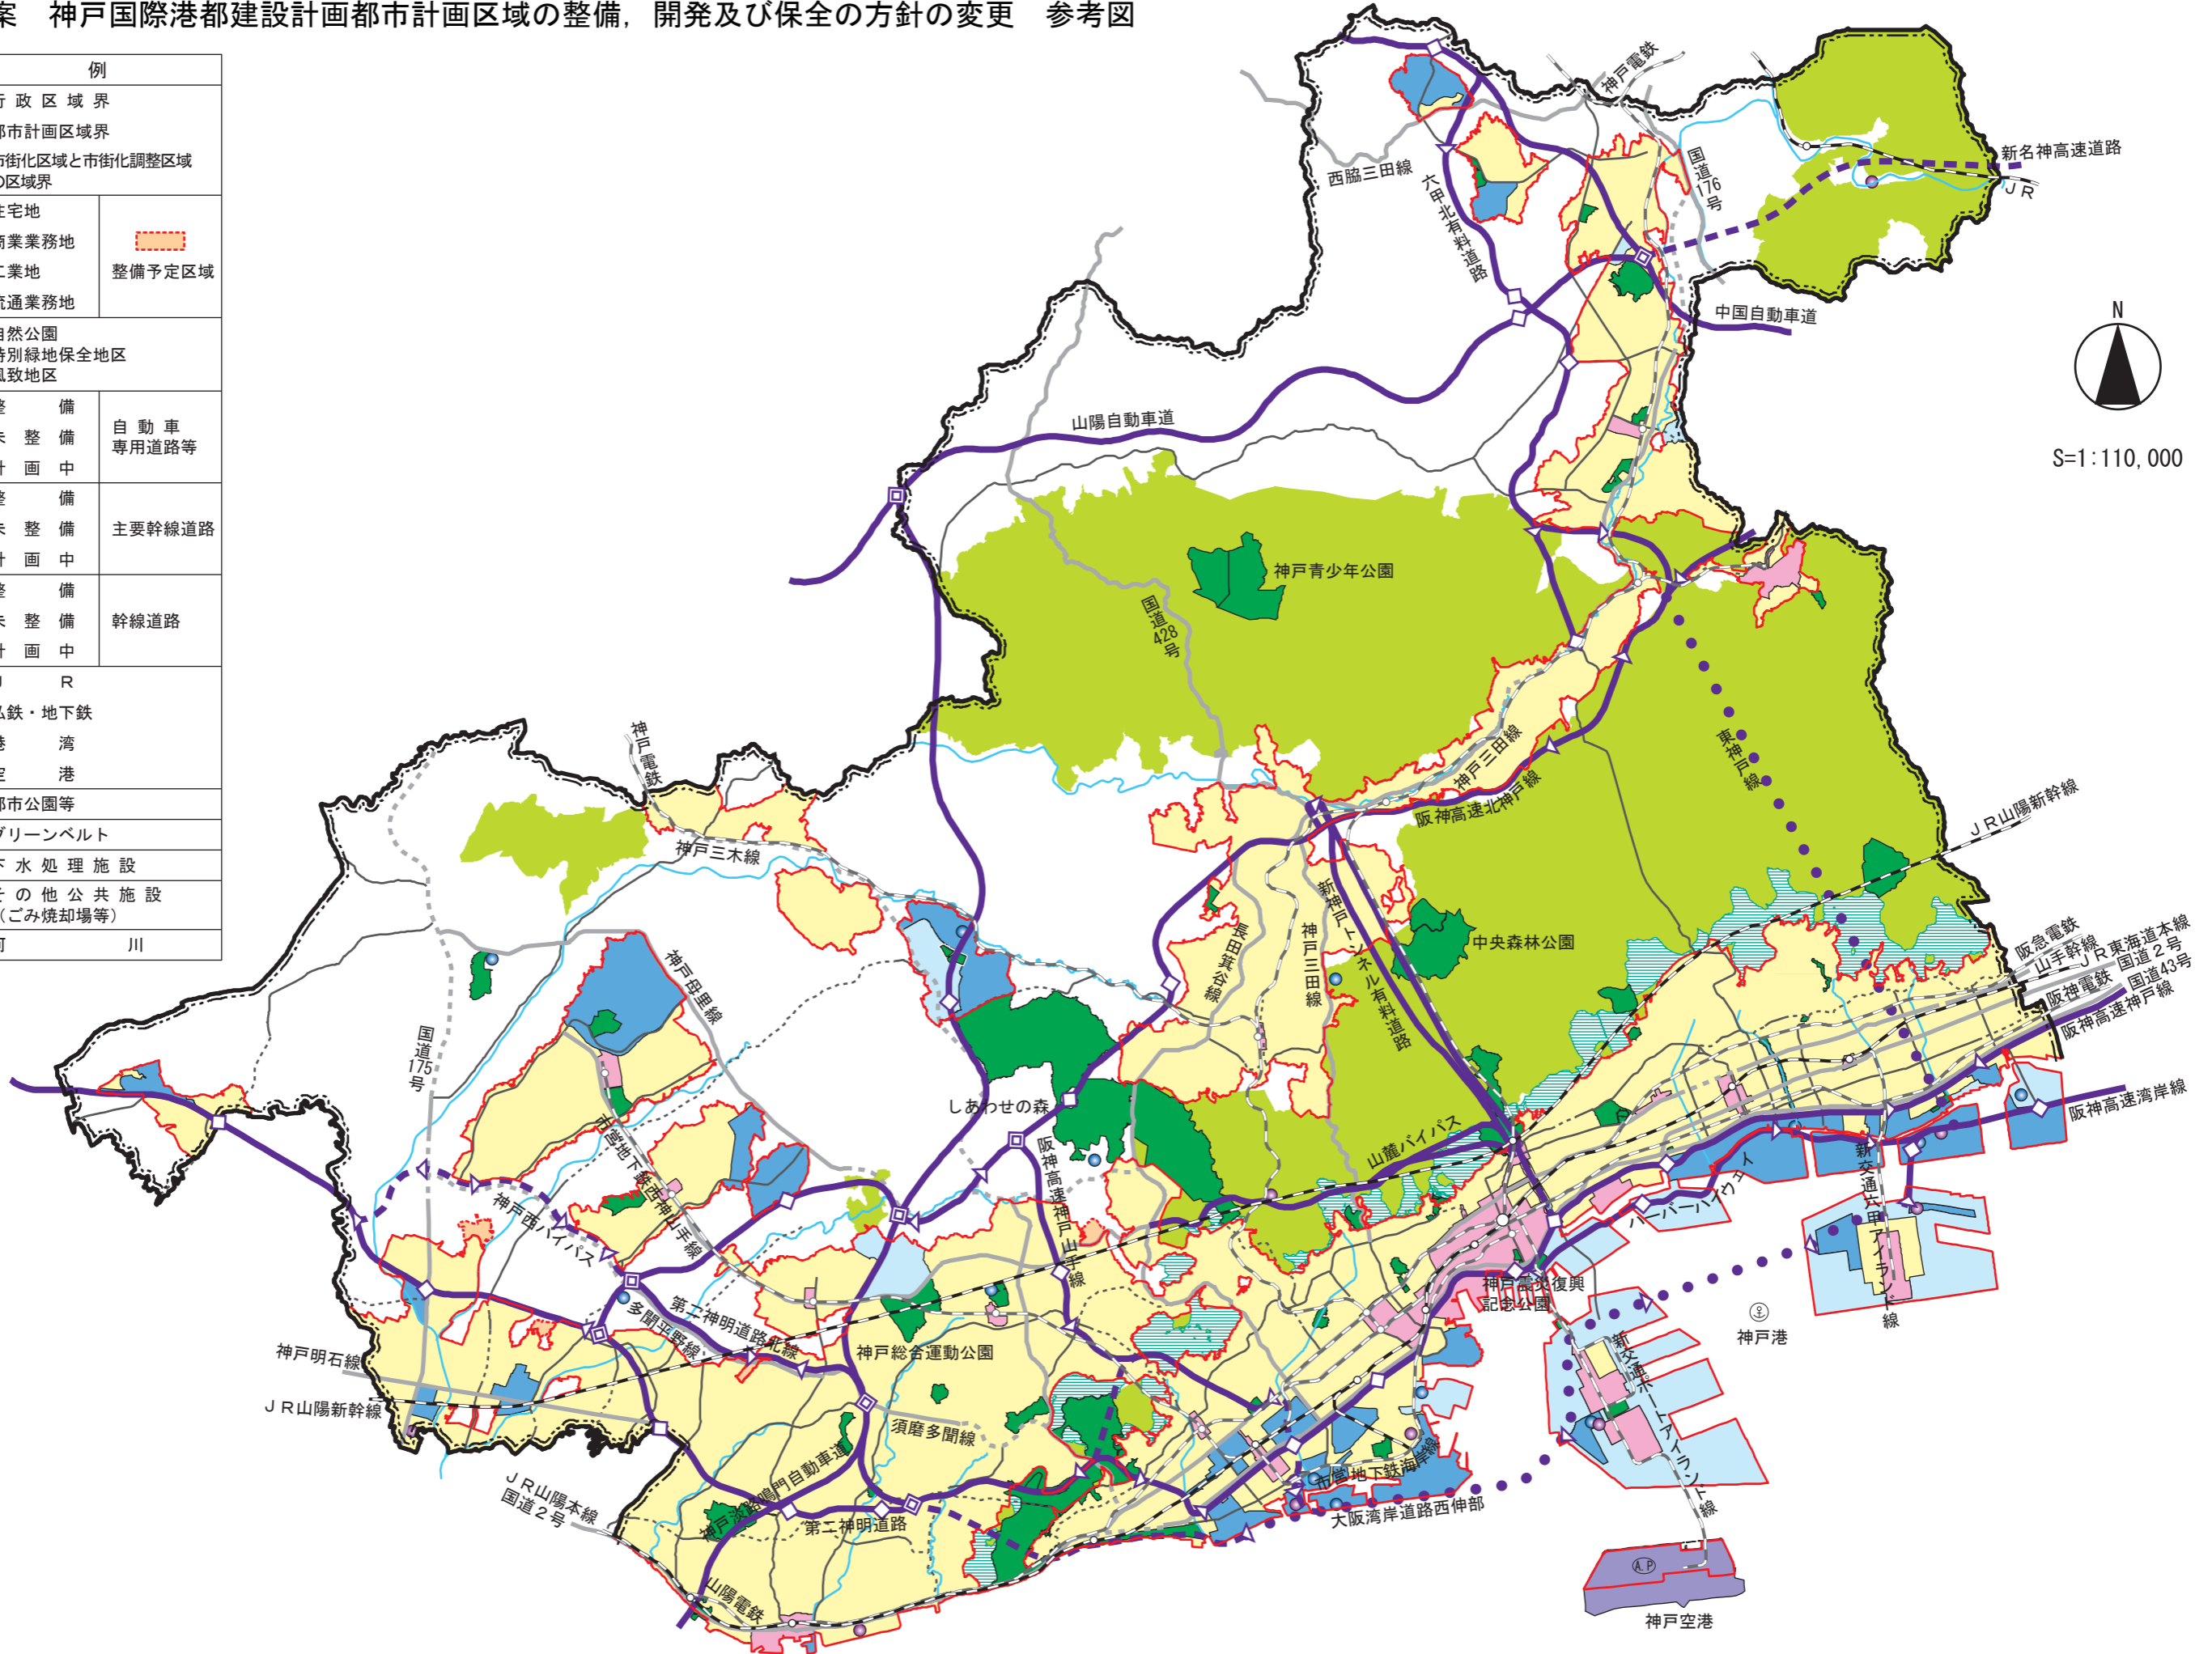 案　神戸国際港都建設計画都市計画区域の整備，開発及び保全の方針の変更　参考図
例
行 政 区 域 界
都市計画区域界
市街化区域と市街化調整区域
の区域界
住宅地
商業業務地
工業地
流通業務地
整備予定区域
自然公園
特別緑地保全地区
風致地区
整　備
未 整 備
計 画 中
自 動 車
専用道路等
整　備
未 整 備
計 画 中
主要幹線道路
整　備
未 整 備
計 画 中
幹線道路
J　R
私鉄・地下鉄
港　湾
空　港
都市公園等
グリーンベルト
下 水 処 理 施 設
そ の 他 公 共 施 設
（ごみ焼却場等）
河　川
N
S=1:110,000
神戸電鉄
西脇三田線
六甲北有料道路
国道176号
新名神高速道路
ＪＲ
中国自動車道
山陽自動車道
神戸青少年公園
国道428号
東神戸線
神戸三田線
阪神高速北神戸線
ＪＲ山陽新幹線
神戸電鉄
神戸三木線
神戸母里線
国道175号
長田箕谷線
神戸三田線
新神戸トンネル有料道路
中央森林公園
阪急電鉄
山手幹線
ＪＲ東海道本線
阪神電鉄
国道２号
国道43号
阪神高速神戸線
阪神高速湾岸線
しあわせの森
市営地下鉄西神山手線
阪神高速神戸山手線
山麓バイパス
神戸西バイパス
ハーバーハイウェイ
新交通六甲アイランド線
第二神明道路北線
多聞平野線
神戸総合運動公園
神戸震災復興
記念公園
神戸港
新交通ポートアイランド線
神戸明石線
ＪＲ山陽新幹線
須磨多聞線
神戸淡路鳴門自動車道
第二神明道路
ＪＲ山陽本線
国道２号
市営地下鉄海岸線
大阪湾岸道路西伸部
山陽電鉄
A.P
神戸空港